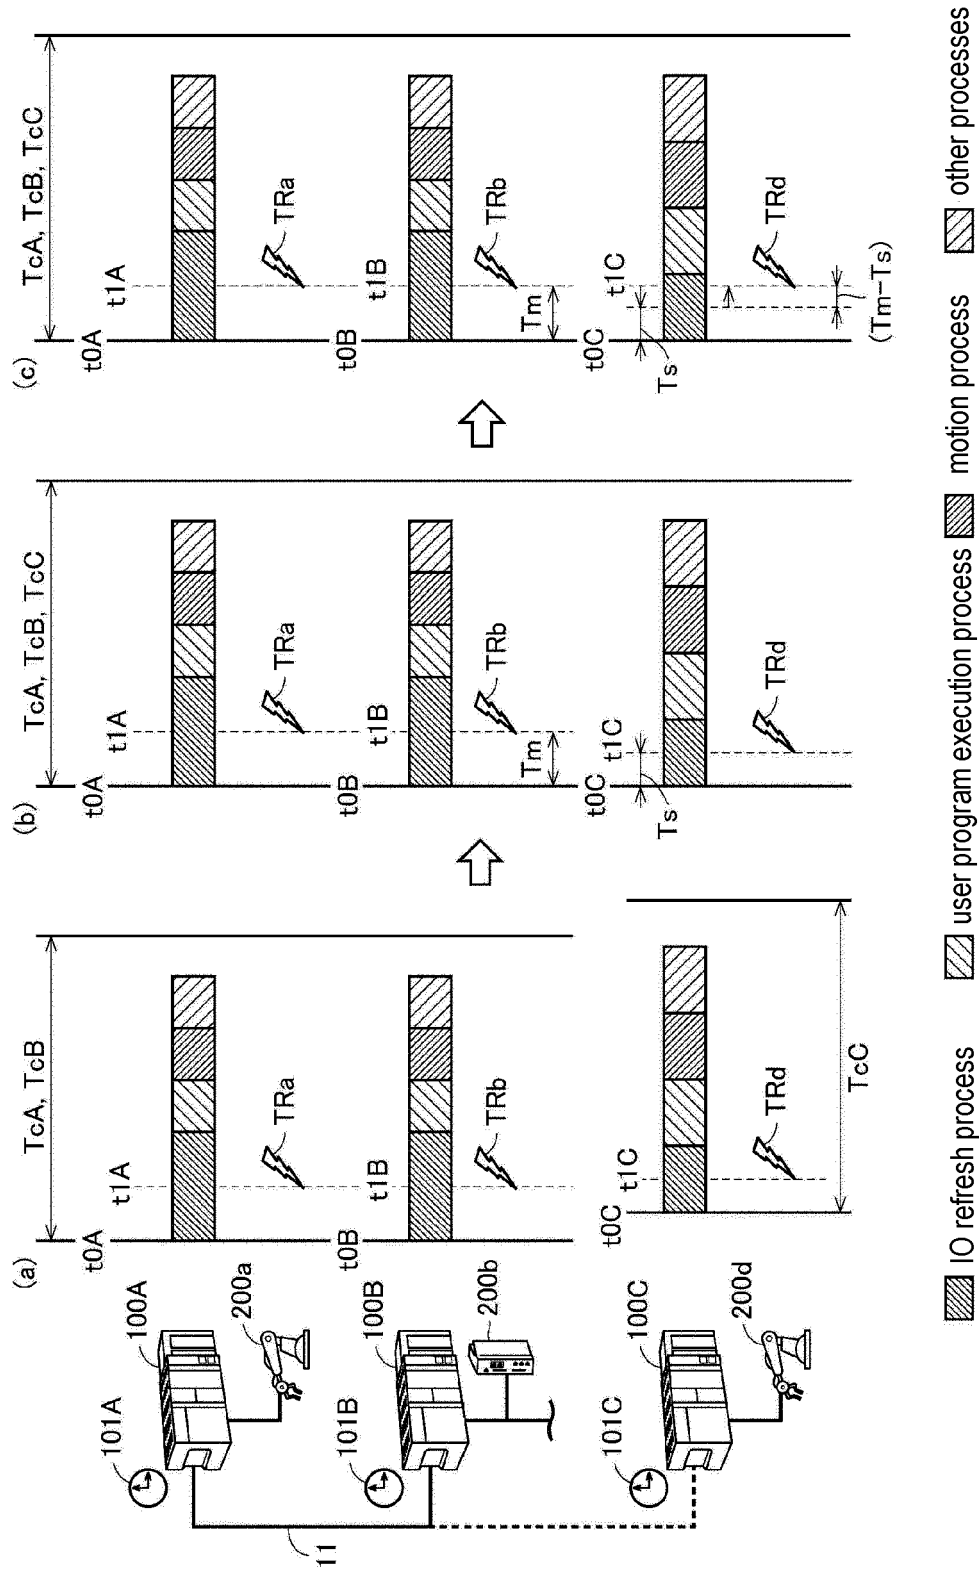 101A
100A
200a
101B
100B
200b
101C
100C
200d
11
(a)
TcA, TcB
t0A
t1A
TRa
t0B
t1B
TRb
t0C
t1C
TRd
TcC
(b)
TcA, TcB, TcC
t0A
t1A
TRa
t0B
t1B
TRb
Tm
t0C
t1C
Ts
TRd
(c)
TcA, TcB, TcC
t0A
t1A
TRa
t0B
t1B
TRb
Tm
t0C
t1C
Ts
TRd
(Tm-Ts)
IO refresh process
user program execution process
motion process
other processes